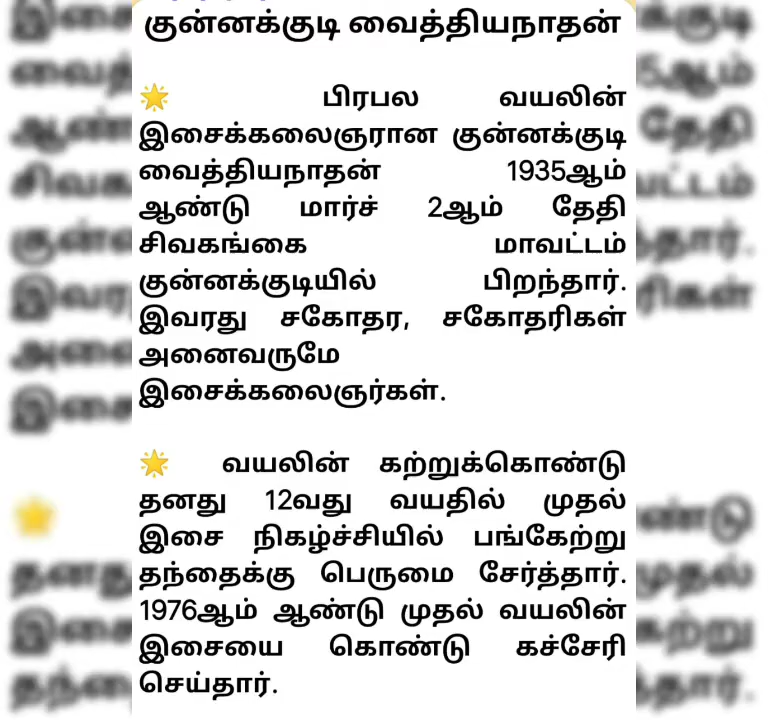 குன்னக்குடி வைத்தியநாதன்
🌟 பிரபல வயலின்
இசைக்கலைஞரான குன்னக்குடி
வைத்தியநாதன் 1935ஆம்
ஆண்டு மார்ச் 2ஆம் தேதி
சிவகங்கை மாவட்டம்
குன்னக்குடியில் பிறந்தார்.
இவரது சகோதர, சகோதரிகள்
அனைவருமே
இசைக்கலைஞர்கள்.
🌟 வயலின் கற்றுக்கொண்டு
தனது 12வது வயதில் முதல்
இசை நிகழ்ச்சியில் பங்கேற்று
தந்தைக்கு பெருமை சேர்த்தார்.
1976ஆம் ஆண்டு முதல் வயலின்
இசையை கொண்டு கச்சேரி
செய்தார்.